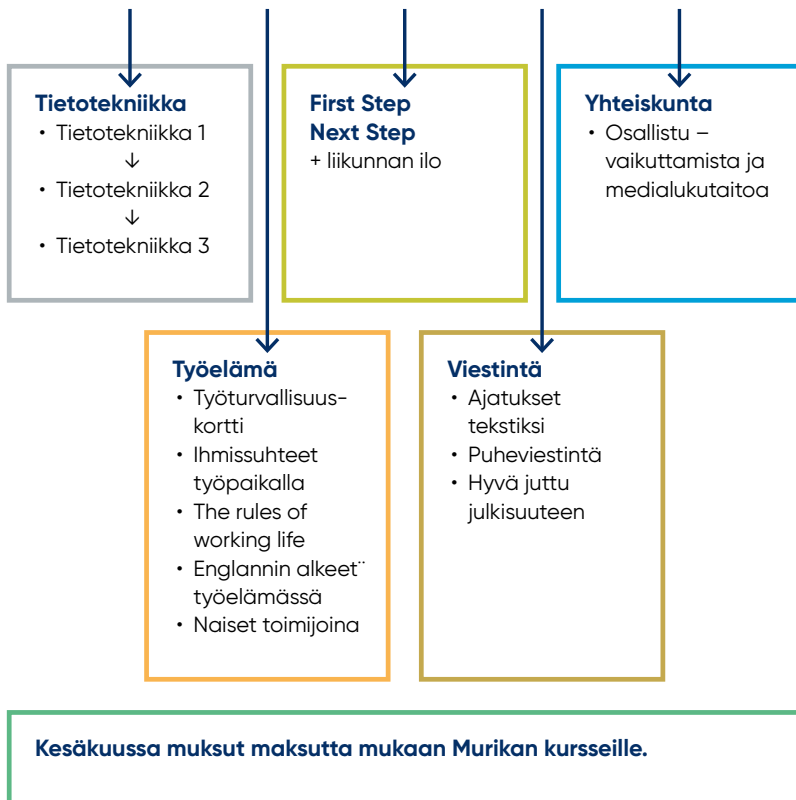 Tietotekniikka
• Tietotekniikka 1
↓
• Tietotekniikka 2
↓
• Tietotekniikka 3
First Step
Next Step
+ liikunnan ilo
Yhteiskunta
• Osallistu –
vaikuttamista ja
medialukutaitoa
Työelämä
• Työturvallisuus-
kortti
• Ihmissuhteet
työpaikalla
• The rules of
working life
• Englannin alkeet¨
työelämässä
• Naiset toimijoina
Viestintä
• Ajatukset
tekstiksi
• Puheviestintä
• Hyvä juttu
julkisuuteen
Kesäkuussa muksut maksutta mukaan Murikan kursseille.